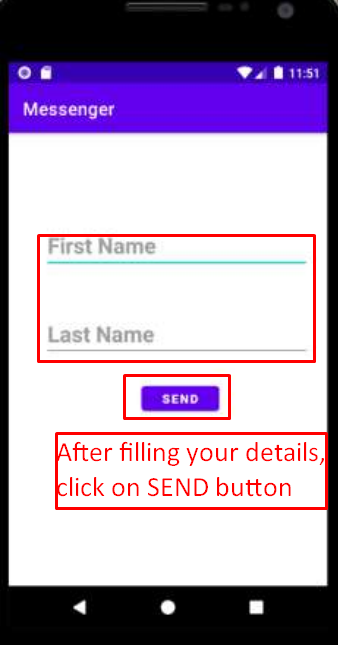 11:51
Messenger
First Name
Last Name
SEND
After filling your details,
click on SEND button